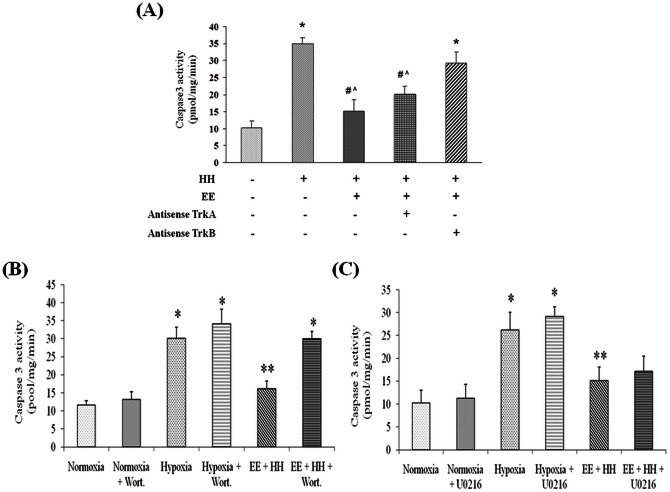 (A)
Caspase3 activity
(pmol/mg/min)
40
35
30
25
20
15
10
5
0
*
#^
#^
*
HH - + + + +
EE - - + + +
Antisense TrkA - - - + -
Antisense TrkB - - - - +
(B)
Caspase 3 activity
(pool/mg/min)
45
40
35
30
25
20
15
10
5
0
*
*
**
*
Normoxia
Normoxia
+ Wort.
Hypoxia
Hypoxia +
Wort.
EE + HH
EE + HH +
Wort.
(C)
Caspase 3 activity
(pmol/mg/min)
35
30
25
20
15
10
5
0
*
*
**
Normoxia
Normoxia
+ U0216
Hypoxia
Hypoxia +
U0216
EE + HH
EE + HH +
U0216